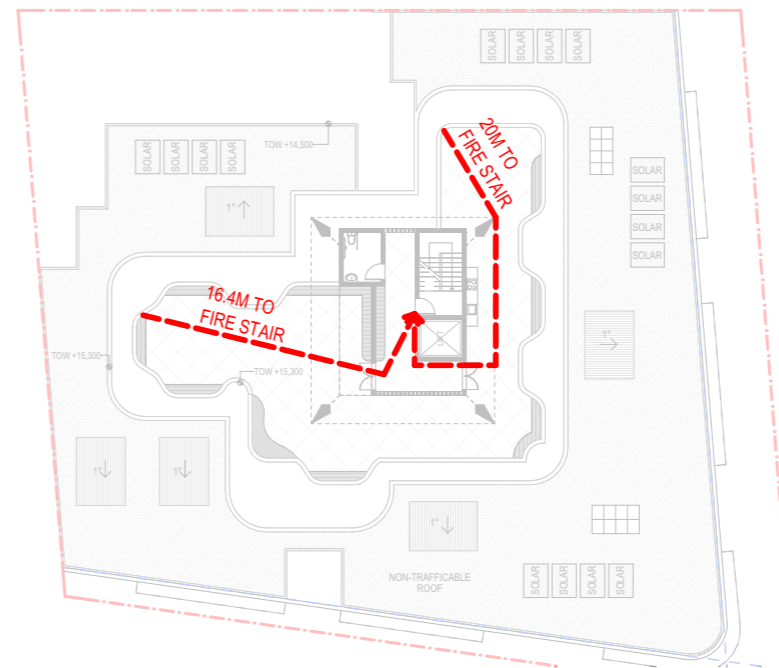 SOLAR
SOLAR
SOLAR
SOLAR
TOW +14,500
SOLAR
SOLAR
SOLAR
SOLAR
20M TO
FIRE STAIR
SOLAR
SOLAR
SOLAR
SOLAR
1°
16.4M TO
FIRE STAIR
LIFT
1°
TOW +15,300
TOW +15,300
1°
1°
1°
NON-TRAFFICABLE
ROOF
SOLAR
SOLAR
SOLAR
SOLAR